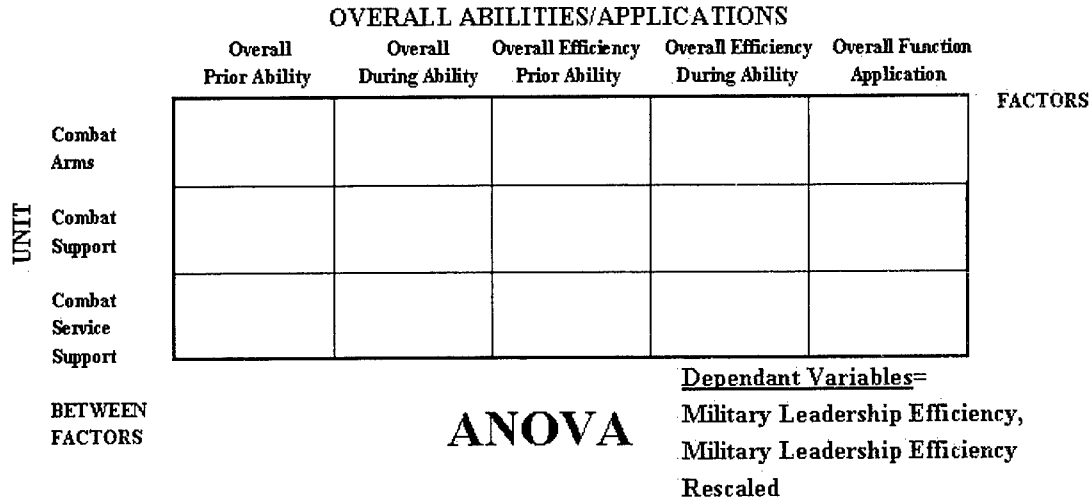 OVERALL ABILITIES/APPLICATIONS
Overall Prior Ability
Overall During Ability
Overall Efficiency Prior Ability
Overall Efficiency During Ability
Overall Function Application
FACTORS
UNIT
Combat
Arms
Combat
Support
Combat
Service
Support
BETWEEN
FACTORS
ANOVA
Dependant Variables=
Military Leadership Efficiency,
Military Leadership Efficiency
Rescaled